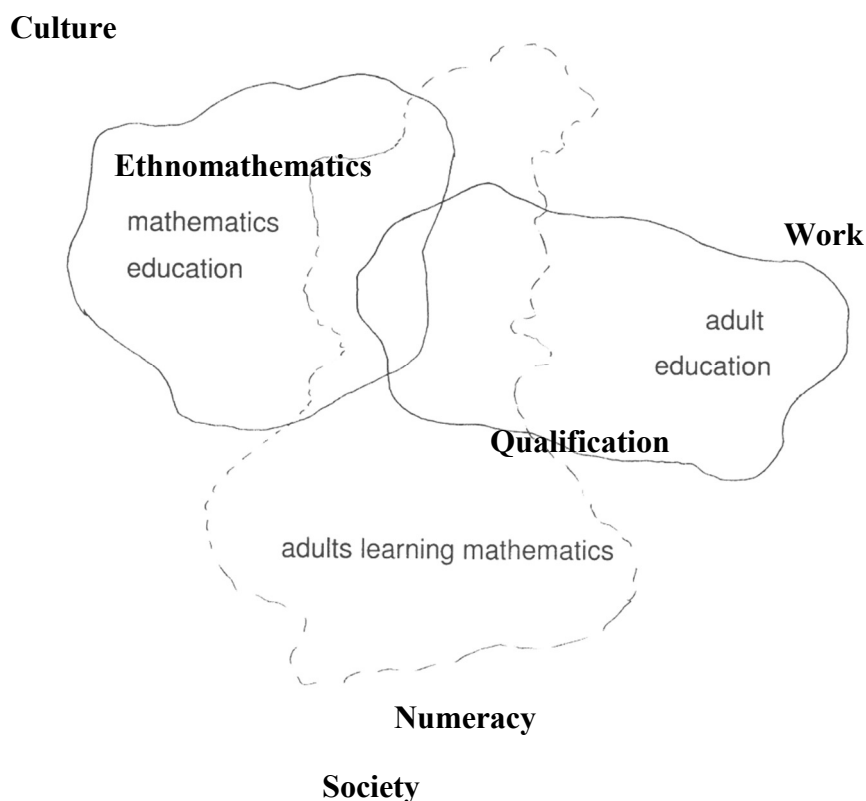 Culture
Ethnomathematics
mathematics
education
Work
adult
education
Qualification
adults learning mathematics
Numeracy
Society